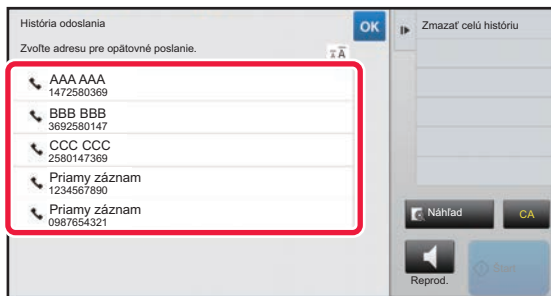 História odoslania
OK
Zmazať celú históriu
Zvoľte adresu pre opätovné poslanie.
AAA AAA
1472580369
BBB BBB
3692580147
CCC CCC
2580147369
Priamy záznam
1234567890
Priamy záznam
0987654321
Náhľad
CA
Reprod.
Štart